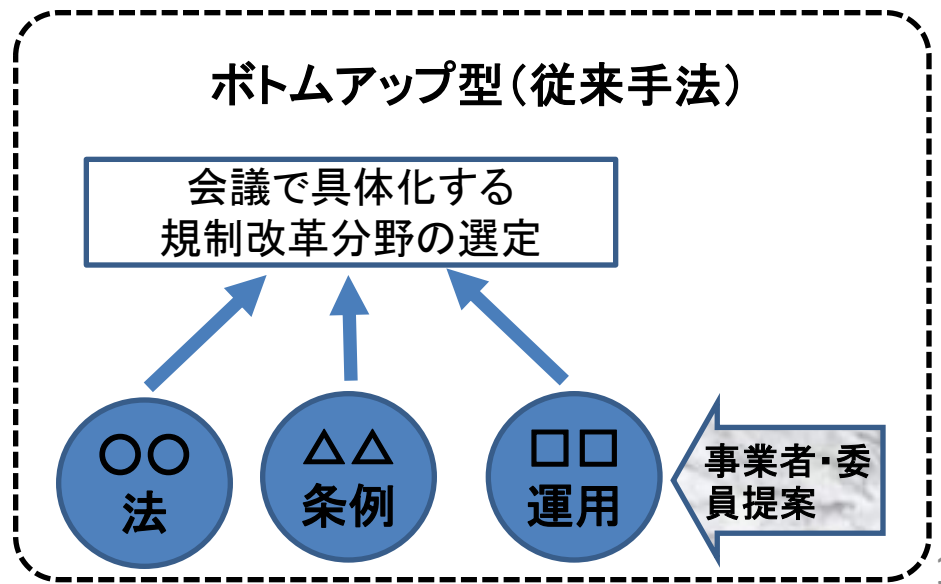 ボトムアップ型（従来手法）
会議で具体化する
規制改革分野の選定
○○
法
△△
条例
□□
運用
事業者・委
員提案